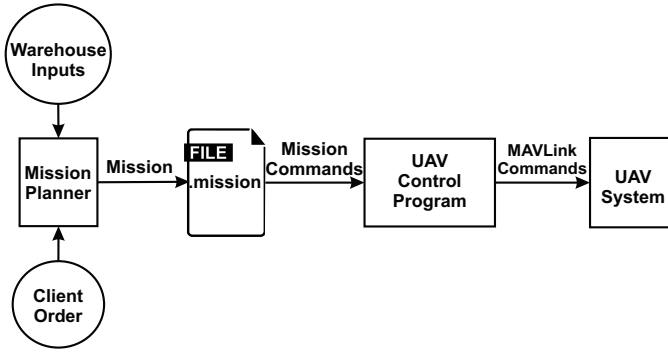 Warehouse
Inputs
Mission
Planner
Client
Order
Mission
FILE
.mission
Mission
Commands
UAV
Control
Program
MAVLink
Commands
UAV
System